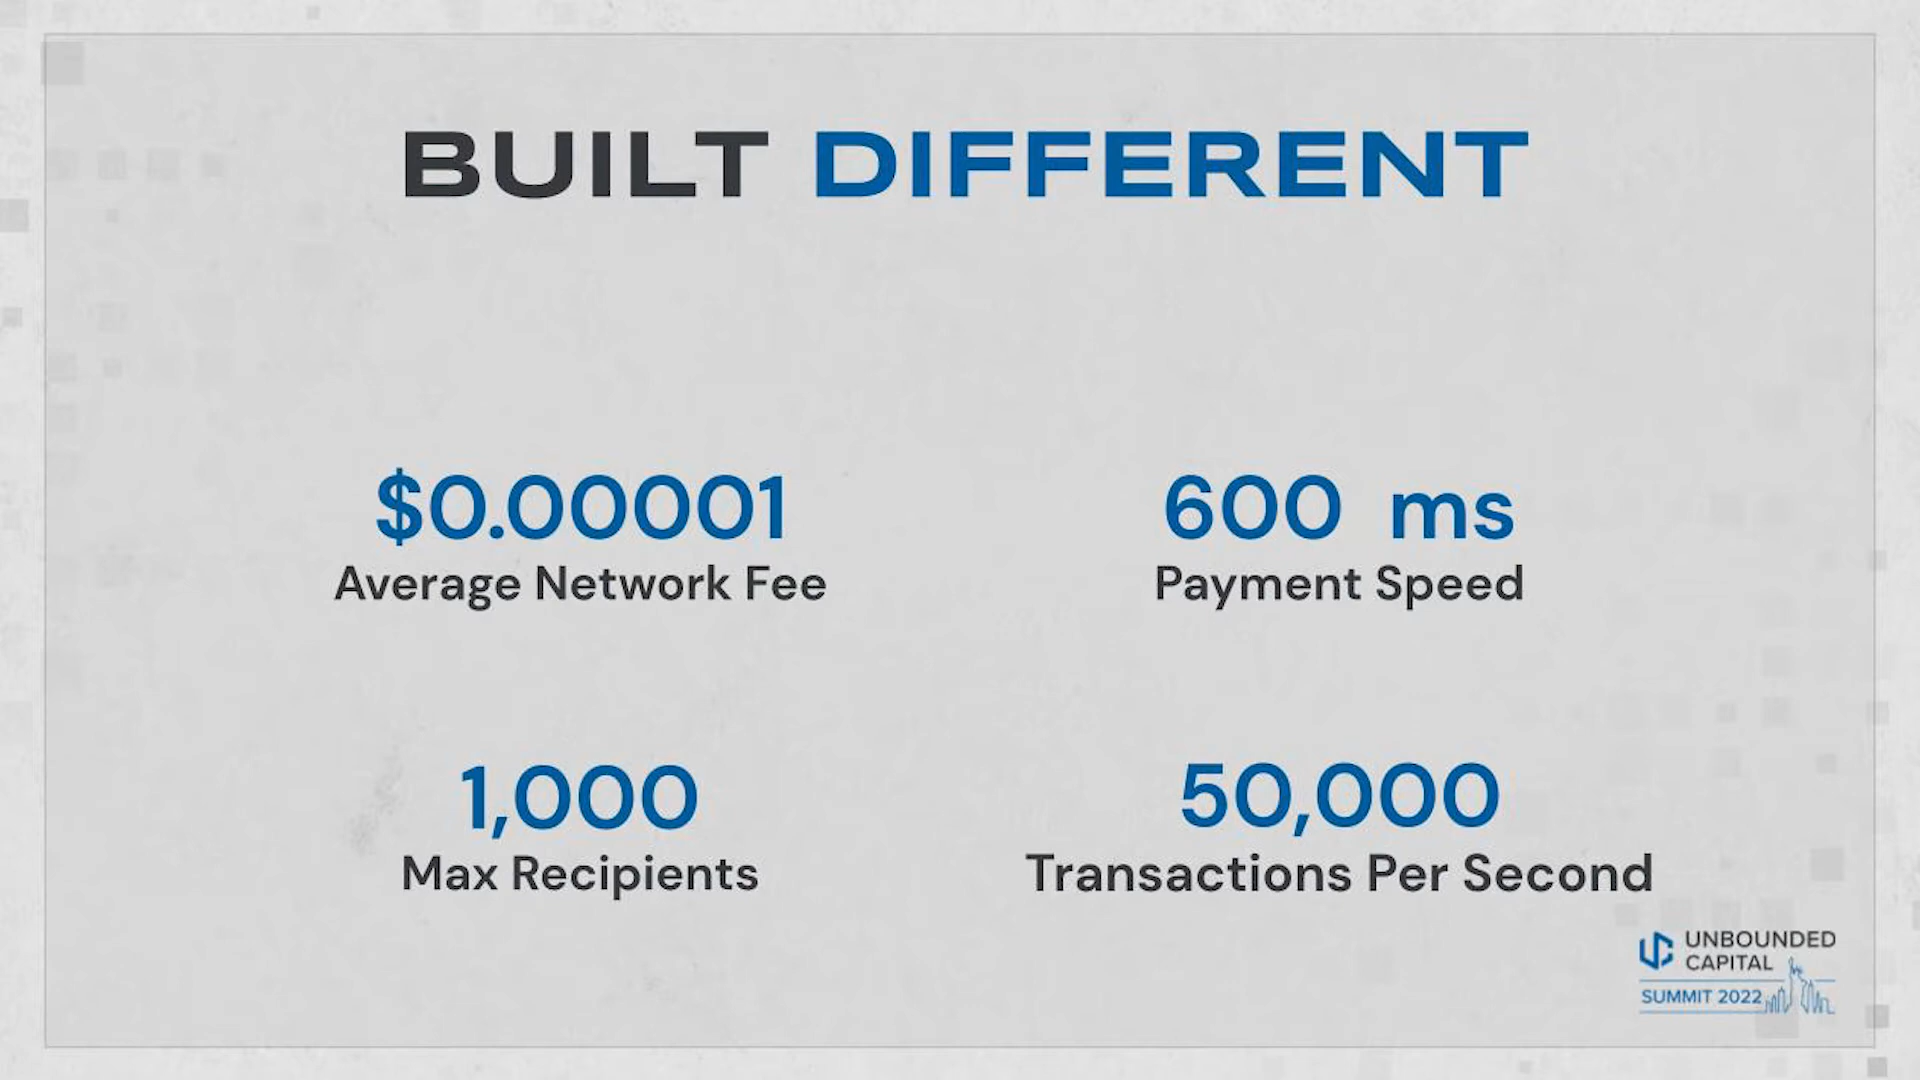 BUILT DIFFERENT
$0.00001
Average Network Fee
600 ms
Payment Speed
1,000
Max Recipients
50,000
Transactions Per Second
UNBOUNDED
CAPITAL
SUMMIT 2022